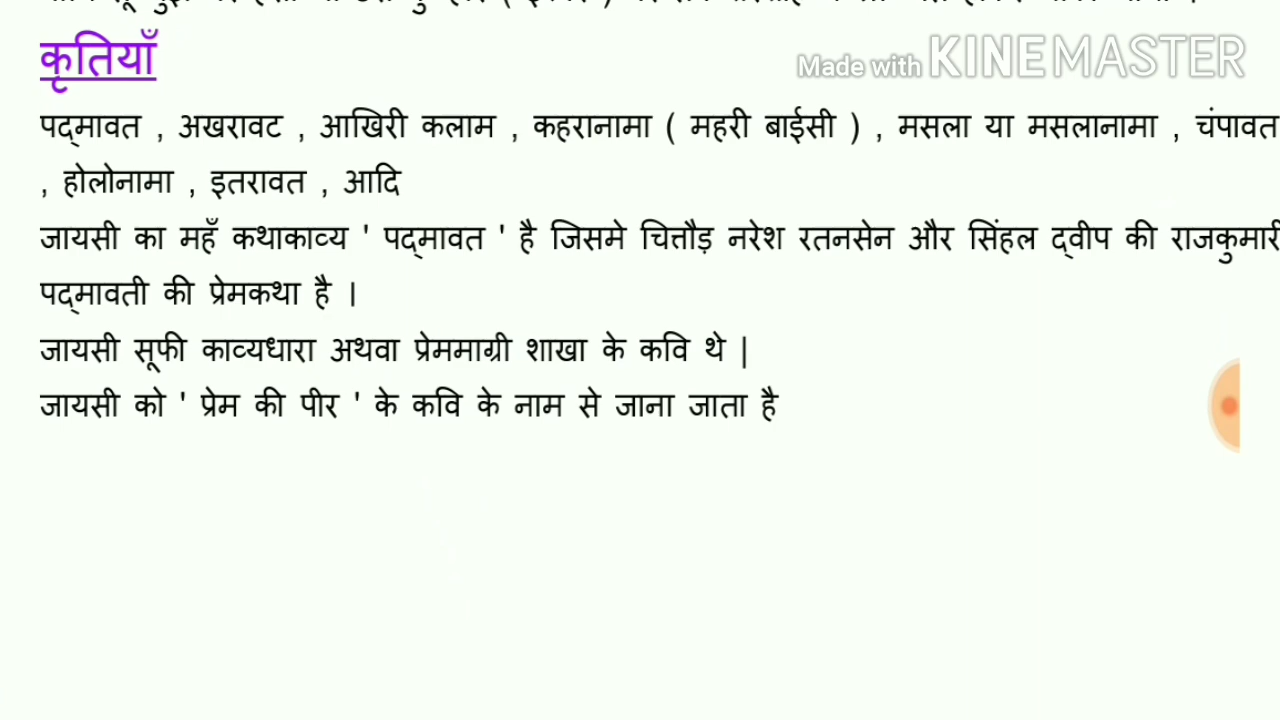 कृतियाँ
Made with KINEMASTER
पद्मावत , अखरावट , आखिरी कलाम , कहरानामा ( महरी बाईसी ) , मसला या मसलानामा , चंपावत
, होलोनामा , इतरावत , आदि
जायसी का महँ कथाकाव्य ' पद्मावत ' है जिसमे चित्तौड़ नरेश रतनसेन और सिंहल द्वीप की राजकुमारी
पद्मावती की प्रेमकथा है ।
जायसी सूफी काव्यधारा अथवा प्रेममाग्री शाखा के कवि थे |
जायसी को ' प्रेम की पीर ' के कवि के नाम से जाना जाता है